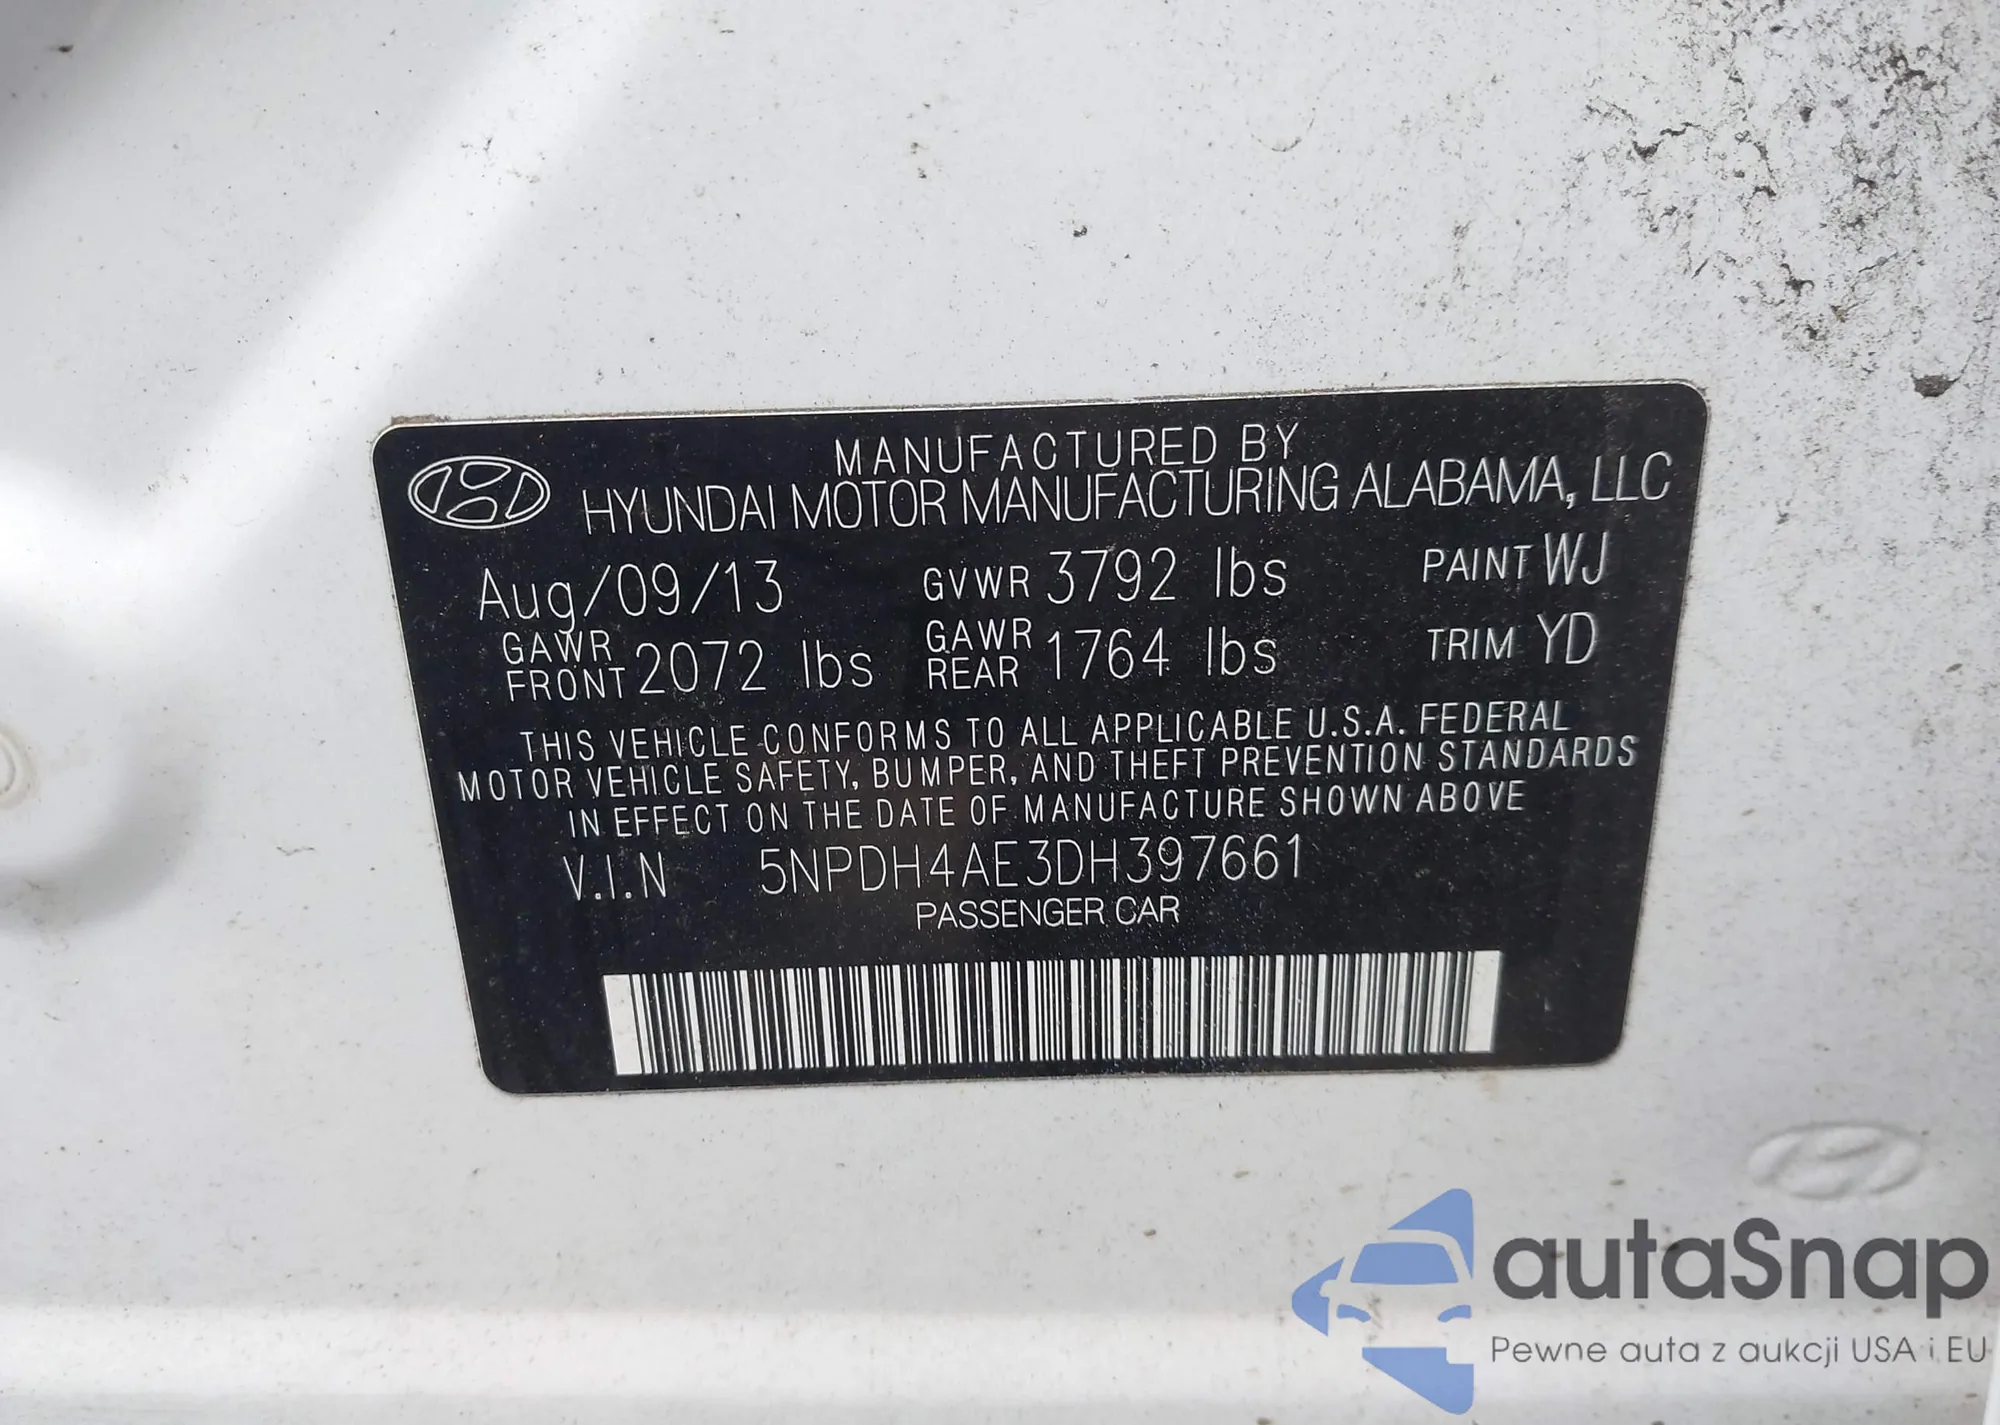 MANUFACTURED BY
HYUNDAI MOTOR MANUFACTURING ALABAMA, LLC
Aug/09/13 GVWR 3792 lbs PAINT WJ
GAWR FRONT 2072 lbs GAWR REAR 1764 lbs TRIM YD
THIS VEHICLE CONFORMS TO ALL APPLICABLE U.S.A. FEDERAL
MOTOR VEHICLE SAFETY, BUMPER, AND THEFT PREVENTION STANDARDS
IN EFFECT ON THE DATE OF MANUFACTURE SHOWN ABOVE
V.I.N 5NPDH4AE3DH397661
PASSENGER CAR
autaSnap
Pewne auta z aukcji USA i EU